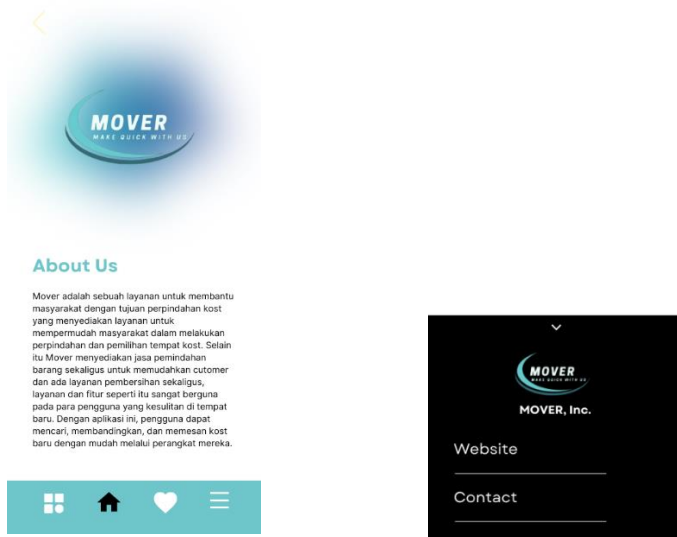 MOVER
MAKE QUICK WITH US
About Us
Mover adalah sebuah layanan untuk membantu
masyarakat dengan tujuan perpindahan kost
yang menyediakan layanan untuk
mempermudah masyarakat dalam melakukan
perpindahan dan pemilihan tempat kost. Selain
itu Mover menyediakan jasa pemindahan
barang sekaligus untuk memudahkan cutomer
dan ada layanan pembersihan sekaligus,
layanan dan fitur seperti itu sangat berguna
pada para pengguna yang kesulitan di tempat
baru. Dengan aplikasi ini, pengguna dapat
mencari, membandingkan, dan memesan kost
baru dengan mudah melalui perangkat mereka.
MOVER
MAKE QUICK WITH US
MOVER, Inc.
Website
Contact